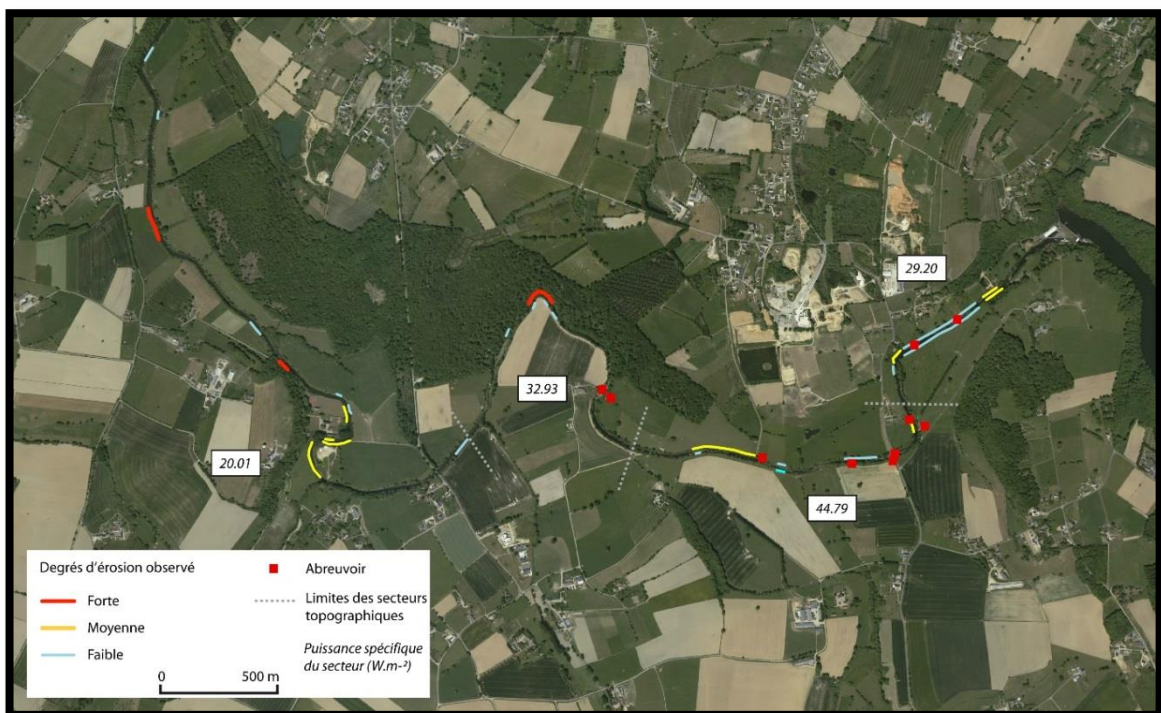 29.20
32.93
20.01
44.79
Degrés d'érosion observé
Forte
Moyenne
Faible
0 500 m
Abreuvoir
Limites des secteurs
topographiques
Puissance spécifique
du secteur (W.m-²)